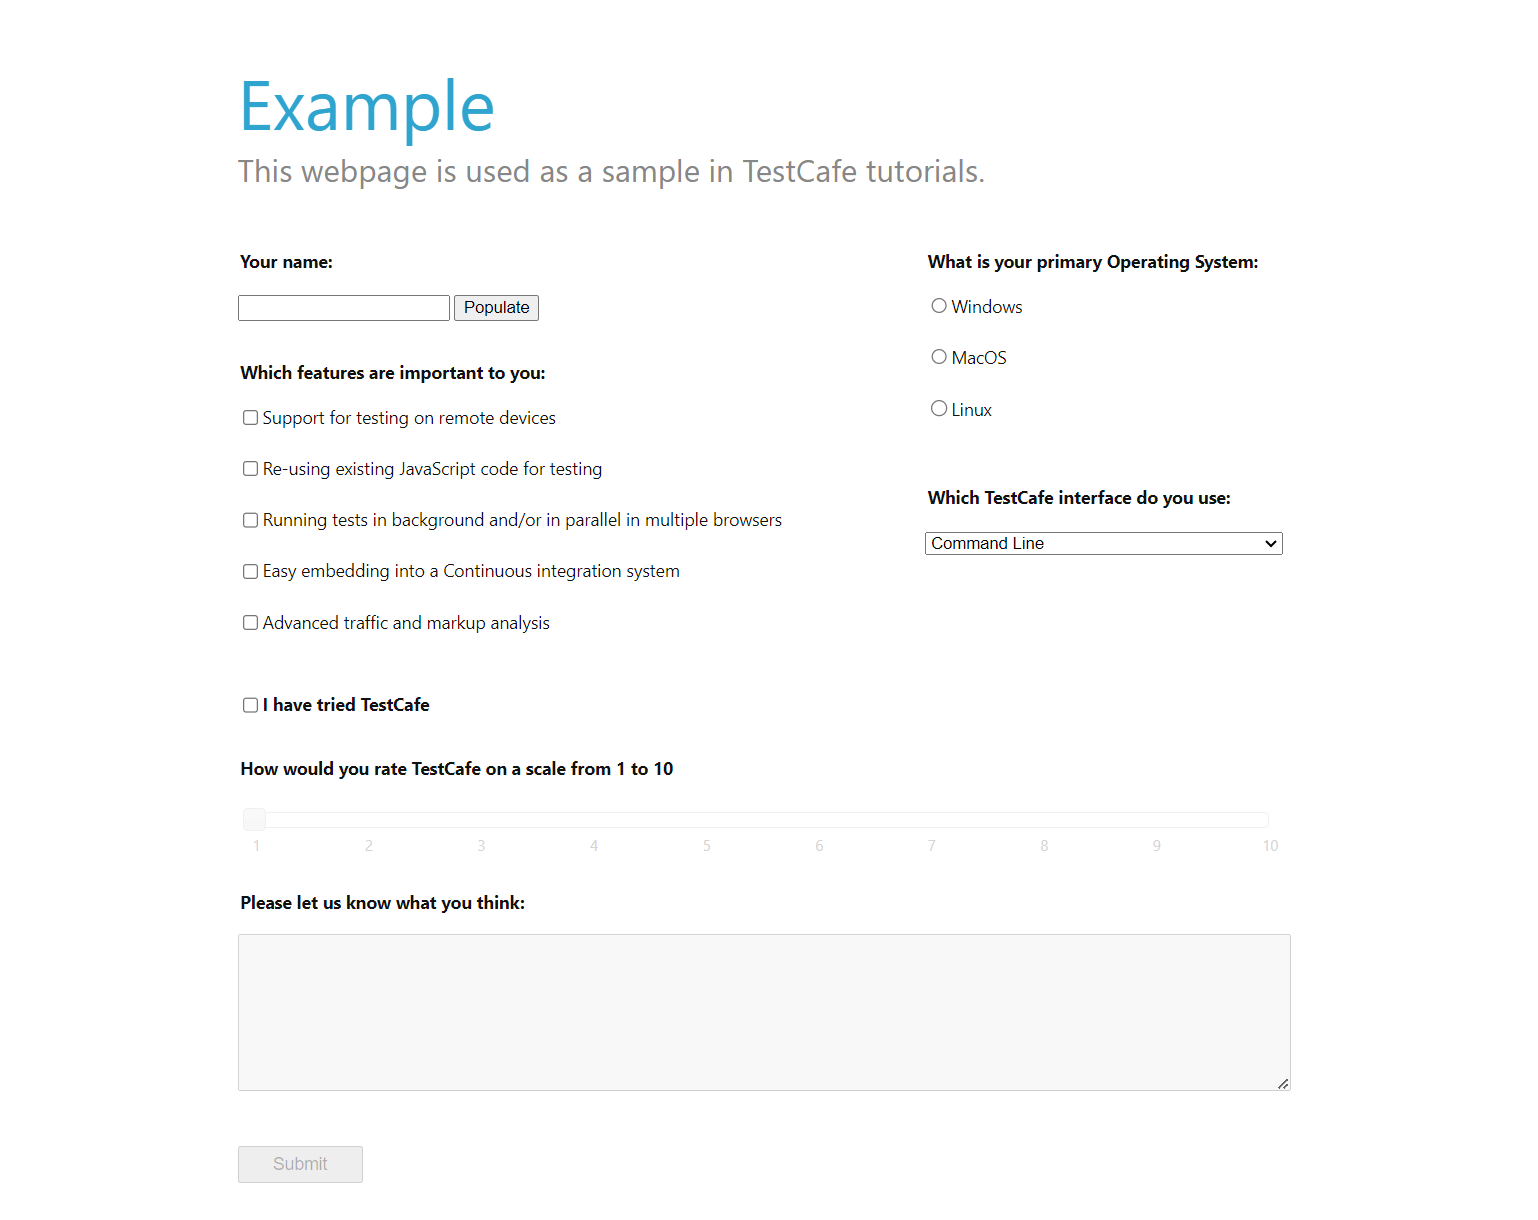 Example
This webpage is used as a sample in TestCafe tutorials.
Your name:
Populate
Which features are important to you:
Support for testing on remote devices
Re-using existing JavaScript code for testing
Running tests in background and/or in parallel in multiple browsers
Easy embedding into a Continuous integration system
Advanced traffic and markup analysis
What is your primary Operating System:
Windows
MacOS
Linux
Which TestCafe interface do you use:
Command Line
I have tried TestCafe
How would you rate TestCafe on a scale from 1 to 10
1 2 3 4 5 6 7 8 9 10
Please let us know what you think:
Submit